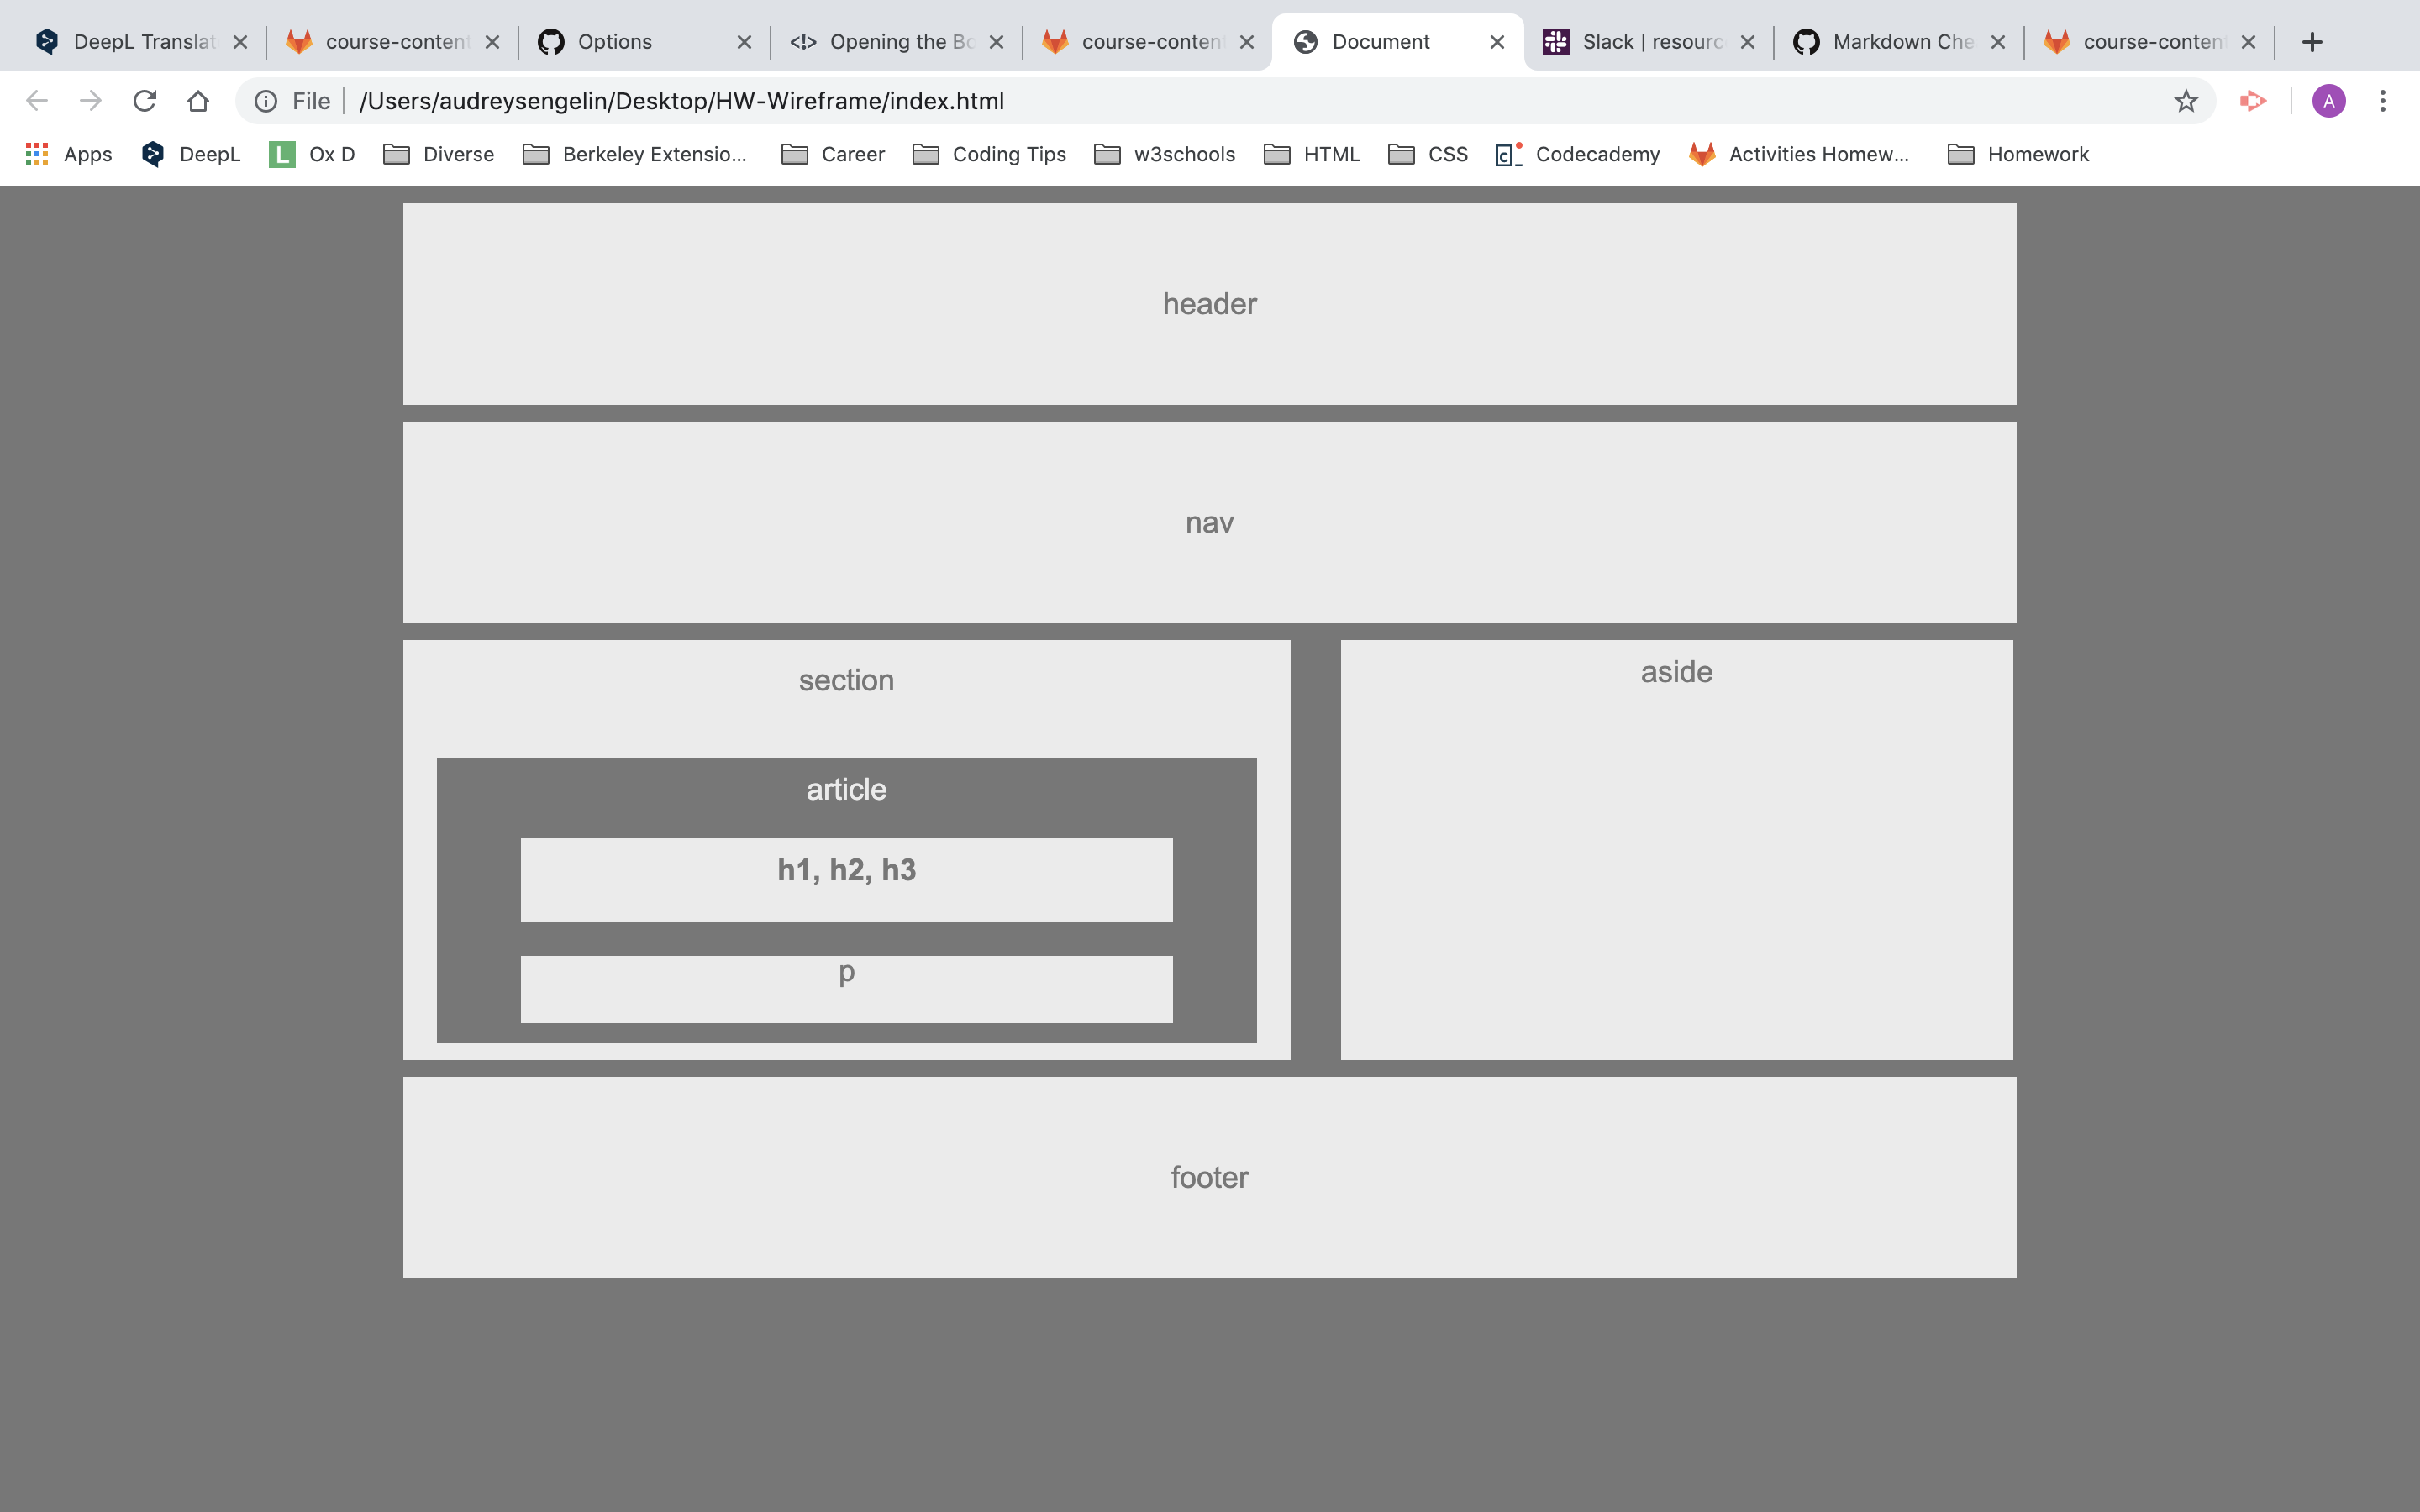 DeepL Translat
course-conten
Options
Opening the Bo
course-conten
Document
Slack | resourc
Markdown Che
course-conten
File
/Users/audreysengelin/Desktop/HW-Wireframe/index.html
A
Apps
DeepL
L
Ox D
Diverse
Berkeley Extensio...
Career
Coding Tips
w3schools
HTML
CSS
Codecademy
Activities Homew...
Homework
header
nav
section
aside
article
h1, h2, h3
p
footer